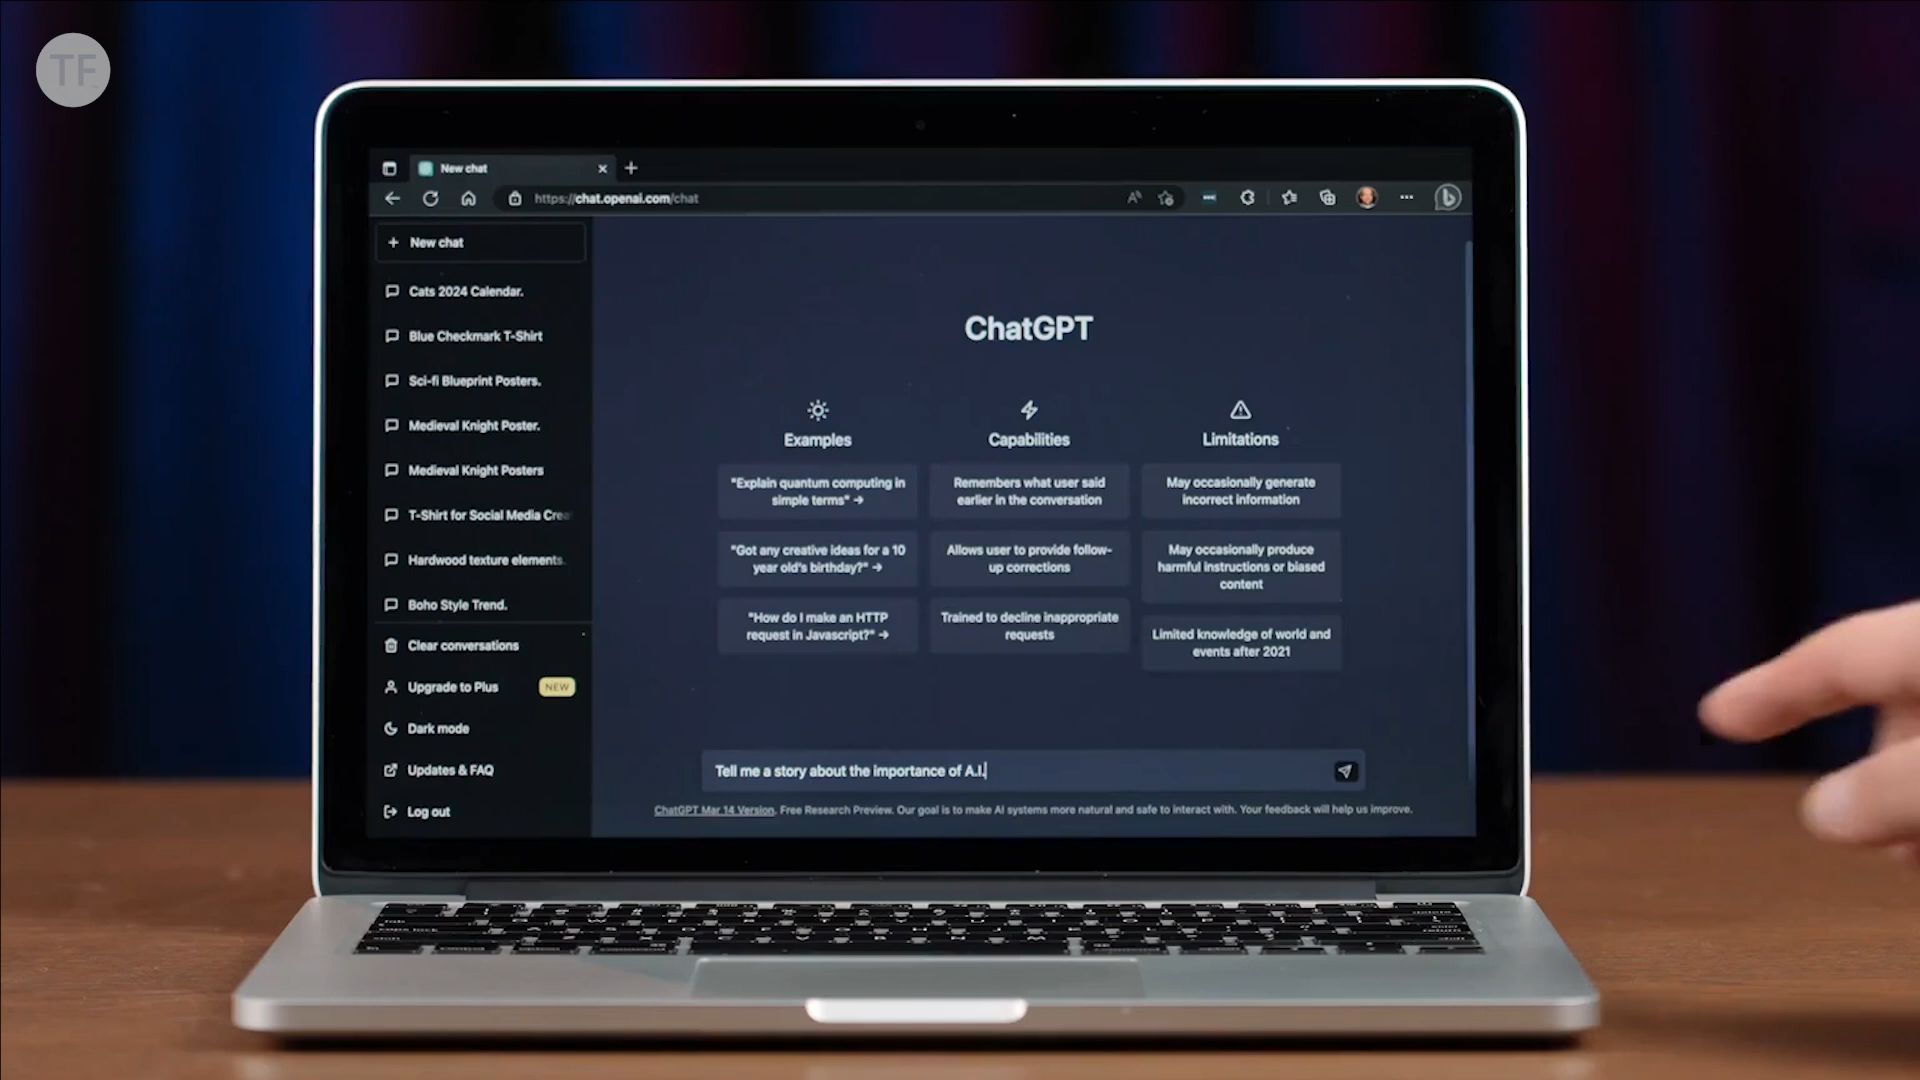 TF
New chat
https://chat.openai.com/chat
New chat
Cats 2024 Calendar.
Blue Checkmark T-Shirt
Sci-fi Blueprint Posters.
Medieval Knight Poster.
Medieval Knight Posters
T-Shirt for Social Media Crea
Hardwood texture elements.
Boho Style Trend.
Clear conversations
Upgrade to Plus NEW
Dark mode
Updates & FAQ
Log out
ChatGPT
Examples
"Explain quantum computing in
simple terms" →
"Got any creative ideas for a 10
year old's birthday?" →
"How do I make an HTTP
request in Javascript?" →
Capabilities
Remembers what user said
earlier in the conversation
Allows user to provide follow-
up corrections
Trained to decline inappropriate
requests
Limitations
May occasionally generate
incorrect information
May occasionally produce
harmful instructions or biased
content
Limited knowledge of world and
events after 2021
Tell me a story about the importance of A.I.
ChatGPT Mar 14 Version. Free Research Preview. Our goal is to make AI systems more natural and safe to interact with. Your feedback will help us improve.